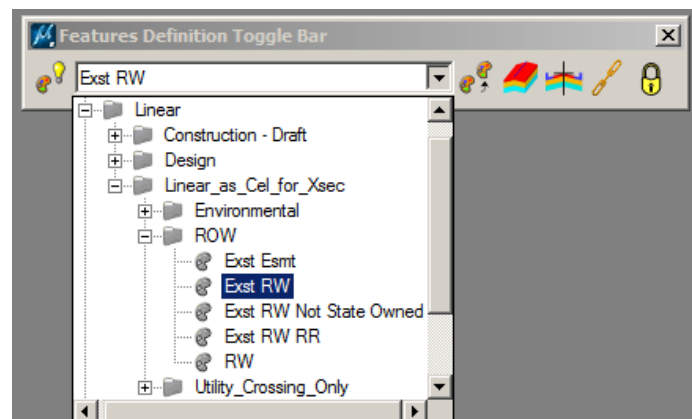 Features Definition Toggle Bar
Exst RW
Linear
Construction - Draft
Design
Linear_as_Cel_for_Xsec
Environmental
ROW
Exst Esmt
Exst RW
Exst RW Not State Owned
Exst RW RR
RW
Utility_Crossing_Only